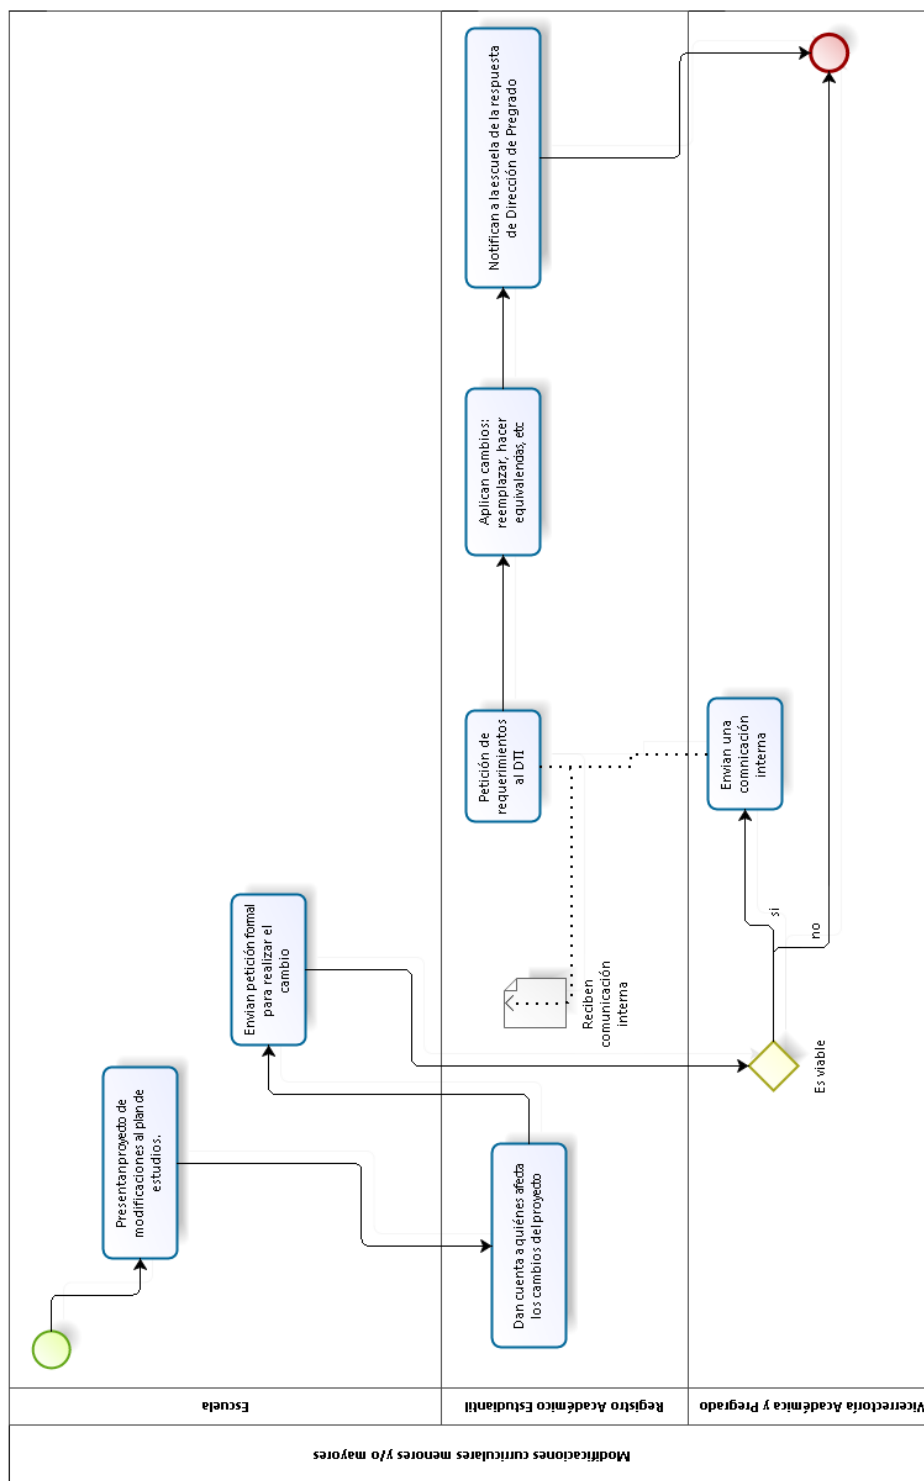 Modificaciones curriculares menores y/o mayores
Escuela
Presentan proyecto de
modificaciones al plan de
estudios.
Envian petición formal
para realizar el
cambio
Registro Académico Estudiantil
Dan cuenta a quiénes afecta
los cambios del proyecto
Reciben
comunicación
interna
Petición de
requerimientos
al DTI
Aplican cambios:
reemplazar, hacer
equivalencias, etc
Notifican a la escuela de la respuesta
de Dirección de Pregrado
Vicerrectoría Académica y Pregrado
Es viable
si
no
Envian una
comnicación
interna